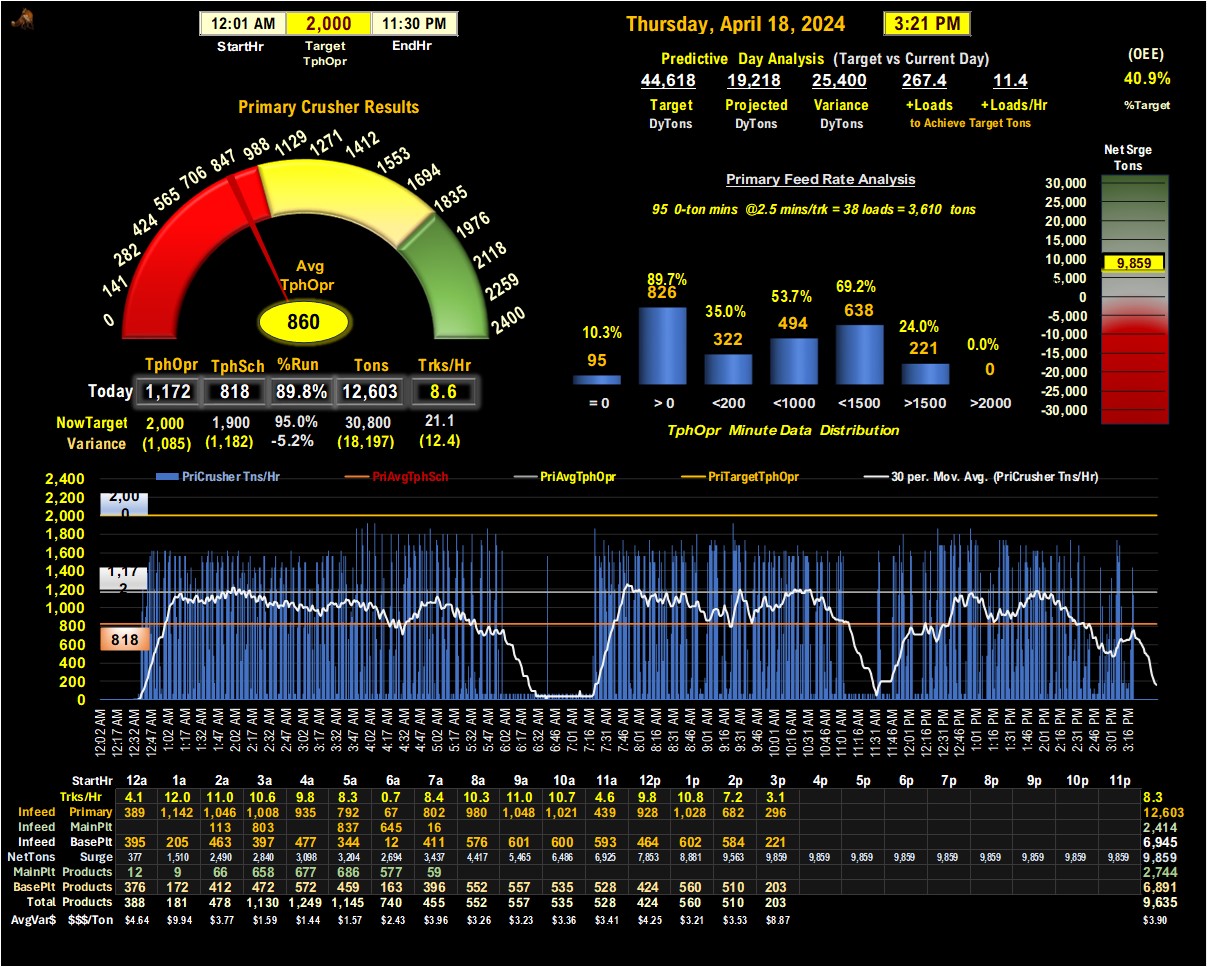 12:01 AM 2,000 11:30 PM
StartHr Target EndHr
TphOpr
Thursday, April 18, 2024 3:21 PM
Predictive Day Analysis (Target vs Current Day)
44,618 19,218 25,400 267.4 11.4
Target Projected Variance +Loads +Loads/Hr
DyTons DyTons DyTons to Achieve Target Tons
(OEE)
40.9%
%Target
Primary Crusher Results
0 141 282 424 565 706 847 988 1129 1271 1412 1553 1694 1835 1976 2118 2259 2400
Avg
TphOpr
860
TphOpr TphSch %Run Tons Trks/Hr
Today 1,172 818 89.8% 12,603 8.6
NowTarget 2,000 1,900 95.0% 30,800 21.1
Variance (1,085) (1,182) -5.2% (18,197) (12.4)
Primary Feed Rate Analysis
95 0-ton mins @2.5 mins/trk = 38 loads = 3,610 tons
10.3% 89.7% 35.0% 53.7% 69.2% 24.0% 0.0%
95 826 322 494 638 221 0
= 0 > 0 <200 <1000 <1500 >1500 >2000
TphOpr Minute Data Distribution
Net Srge
Tons
30,000
25,000
20,000
15,000
10,000
9,859
5,000
0
-5,000
-10,000
-15,000
-20,000
-25,000
-30,000
PriCrusher Tns/Hr PriAvgTphSch PriAvgTphOpr PriTargetTphOpr 30 per. Mov. Avg. (PriCrusher Tns/Hr)
2,400
2,200
2,000
1,800
1,600
1,400
1,200
1,000
800
600
400
200
0
2,000
1,172
818
12:02 AM 12:17 AM 12:32 AM 12:47 AM 1:02 AM 1:17 AM 1:32 AM 1:47 AM 2:02 AM 2:17 AM 2:32 AM 2:47 AM 3:02 AM 3:17 AM 3:32 AM 3:47 AM 4:02 AM 4:17 AM 4:32 AM 4:47 AM 5:02 AM 5:17 AM 5:32 AM 5:47 AM 6:02 AM 6:17 AM 6:32 AM 6:46 AM 7:01 AM 7:16 AM 7:31 AM 7:46 AM 8:01 AM 8:16 AM 8:31 AM 8:46 AM 9:01 AM 9:16 AM 9:31 AM 9:46 AM 10:01 AM 10:16 AM 10:31 AM 10:46 AM 11:01 AM 11:16 AM 11:31 AM 11:46 AM 12:01 PM 12:16 PM 12:31 PM 12:46 PM 1:01 PM 1:16 PM 1:31 PM 1:46 PM 2:01 PM 2:16 PM 2:31 PM 2:46 PM 3:01 PM 3:16 PM
StartHr 12a 1a 2a 3a 4a 5a 6a 7a 8a 9a 10a 11a 12p 1p 2p 3p 4p 5p 6p 7p 8p 9p 10p 11p
Trks/Hr 4.1 12.0 11.0 10.6 9.8 8.3 0.7 8.4 10.3 11.0 10.7 4.6 9.8 10.8 7.2 3.1 8.3
Infeed Primary 389 1,142 1,046 1,008 935 792 67 802 980 1,048 1,021 439 928 1,028 682 296 12,603
Infeed MainPlt 113 803 837 645 16 2,414
Infeed BasePlt 395 205 463 397 477 344 12 411 576 601 600 593 464 602 584 221 6,945
NetTons Surge 377 1,510 2,490 2,840 3,098 3,204 2,694 3,437 4,417 5,465 6,486 6,925 7,853 8,881 9,563 9,859 9,859 9,859 9,859 9,859 9,859 9,859 9,859 9,859 9,859
MainPlt Products 12 9 66 658 677 686 577 59 2,744
BasePlt Products 376 172 412 472 572 459 163 396 552 557 535 528 424 560 510 203 6,891
Total Products 388 181 478 1,130 1,249 1,145 740 455 552 557 535 528 424 560 510 203 9,635
AvgVar$ $$$/Ton $4.64 $9.94 $3.77 $1.59 $1.44 $1.57 $2.43 $3.96 $3.26 $3.23 $3.36 $3.41 $4.25 $3.21 $3.53 $8.87 $3.90